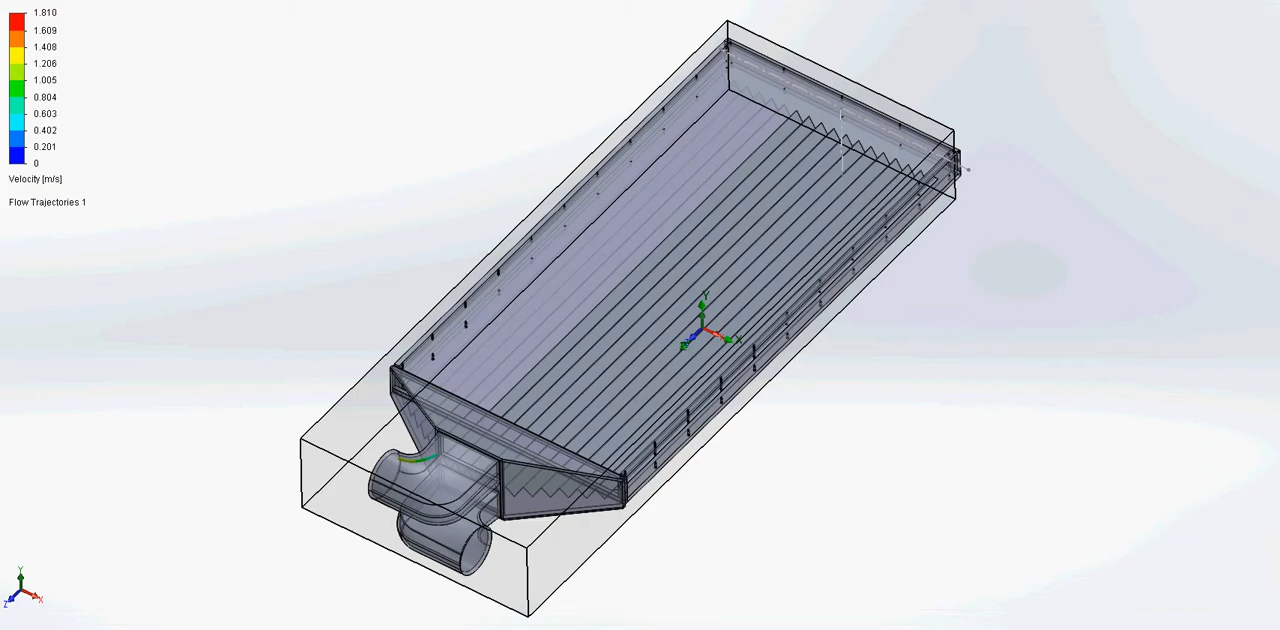 1.810
1.609
1.408
1.206
1.005
0.804
0.603
0.402
0.201
0
Velocity [m/s]
Flow Trajectories 1
Y
X
Y
Z
X